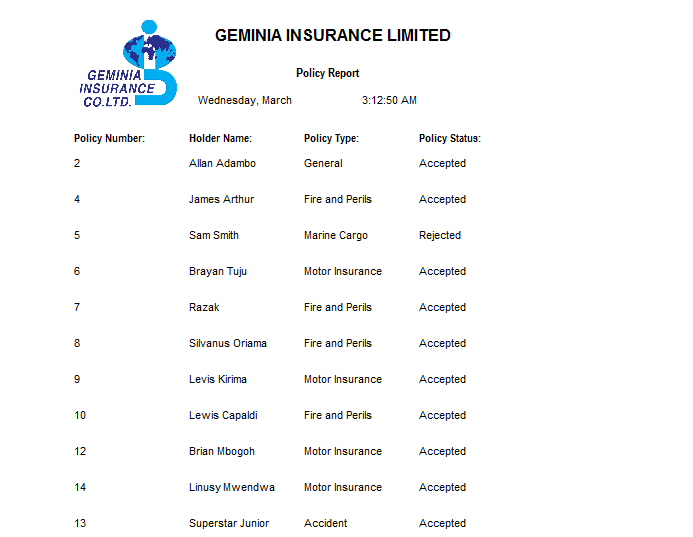 GEMINIA INSURANCE LIMITED
GEMINIA
INSURANCE
CO.LTD.
Policy Report
Wednesday, March 3:12:50 AM
Policy Number: Holder Name: Policy Type: Policy Status:
2 Allan Adambo General Accepted
4 James Arthur Fire and Perils Accepted
5 Sam Smith Marine Cargo Rejected
6 Brayan Tuju Motor Insurance Accepted
7 Razak Fire and Perils Accepted
8 Silvanus Oriama Fire and Perils Accepted
9 Levis Kirima Motor Insurance Accepted
10 Lewis Capaldi Fire and Perils Accepted
12 Brian Mbogoh Motor Insurance Accepted
14 Linusy Mwendwa Motor Insurance Accepted
13 Superstar Junior Accident Accepted